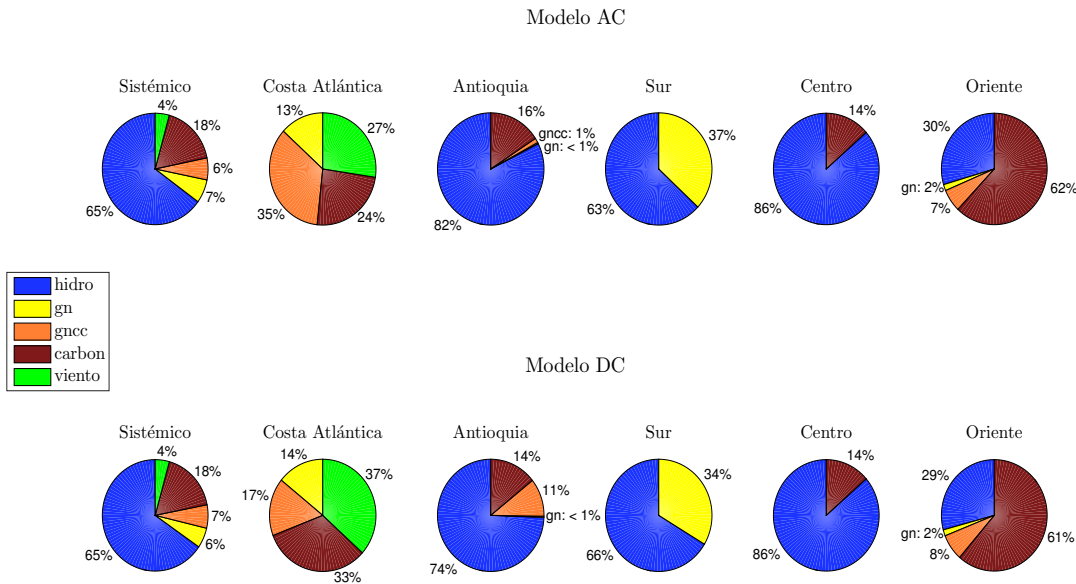 Modelo AC
Sistémico Costa Atlántica Antioquia Sur Centro Oriente
4% 18% 6% 7% 65%
13% 27% 24% 35%
16% gncc: 1% gn: < 1% 82%
37% 63%
14% 86%
30% gn: 2% 7% 62%
hidro
gn
gncc
carbon
viento
Modelo DC
Sistémico Costa Atlántica Antioquia Sur Centro Oriente
4% 18% 7% 6% 65%
14% 37% 33% 17%
14% 11% gn: < 1% 74%
34% 66%
14% 86%
29% gn: 2% 8% 61%